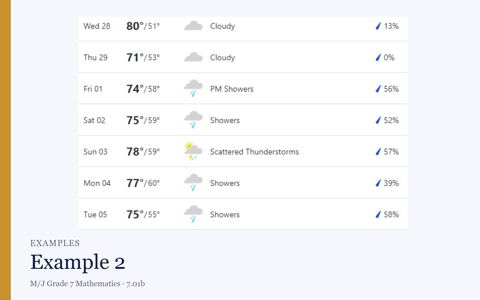 Wed 28 80°/51° Cloudy 13%
Thu 29 71°/53° Cloudy 0%
Fri 01 74°/58° PM Showers 56%
Sat 02 75°/59° Showers 52%
Sun 03 78°/59° Scattered Thunderstorms 57%
Mon 04 77°/60° Showers 39%
Tue 05 75°/55° Showers 58%
EXAMPLES
Example 2
M/J Grade 7 Mathematics · 7.01b